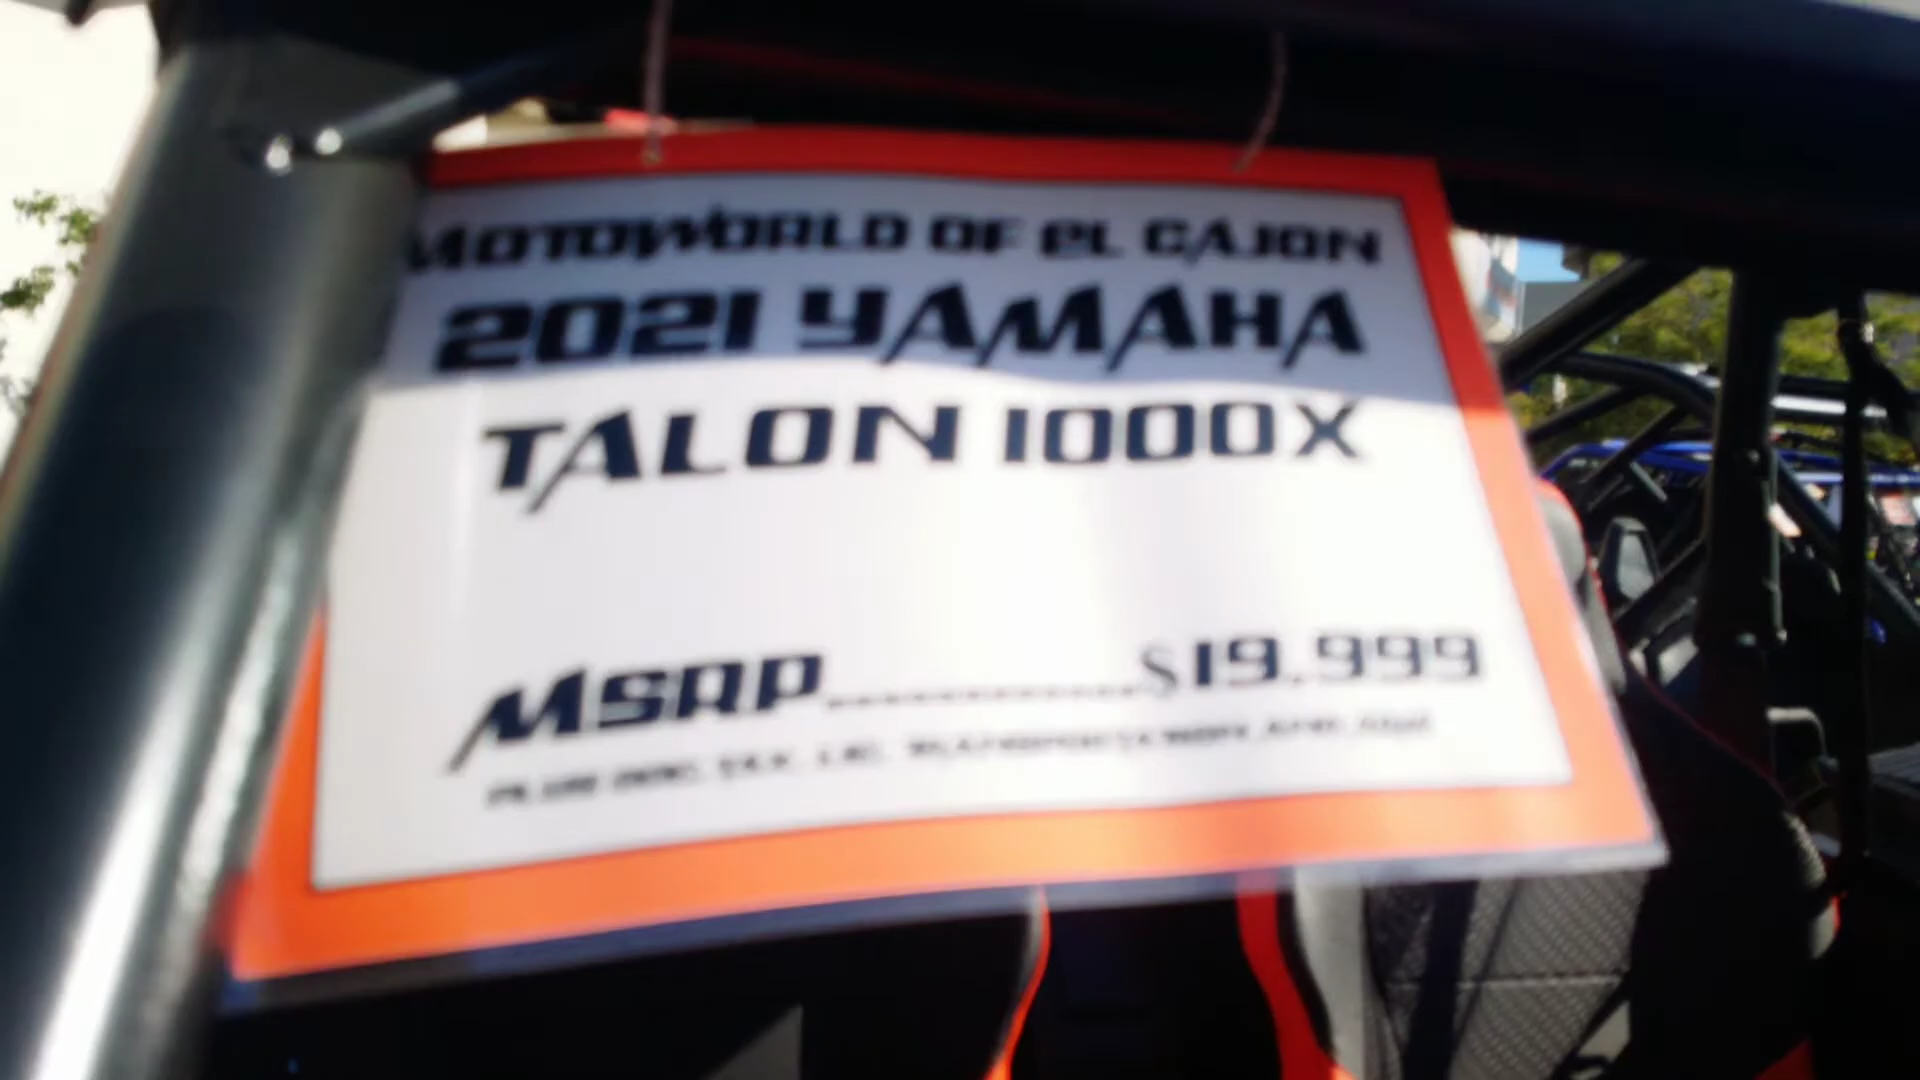 MOTOWORLD OF EL CAJON
2021 YAMAHA
TALON 1000X
MSRP..................$19,999